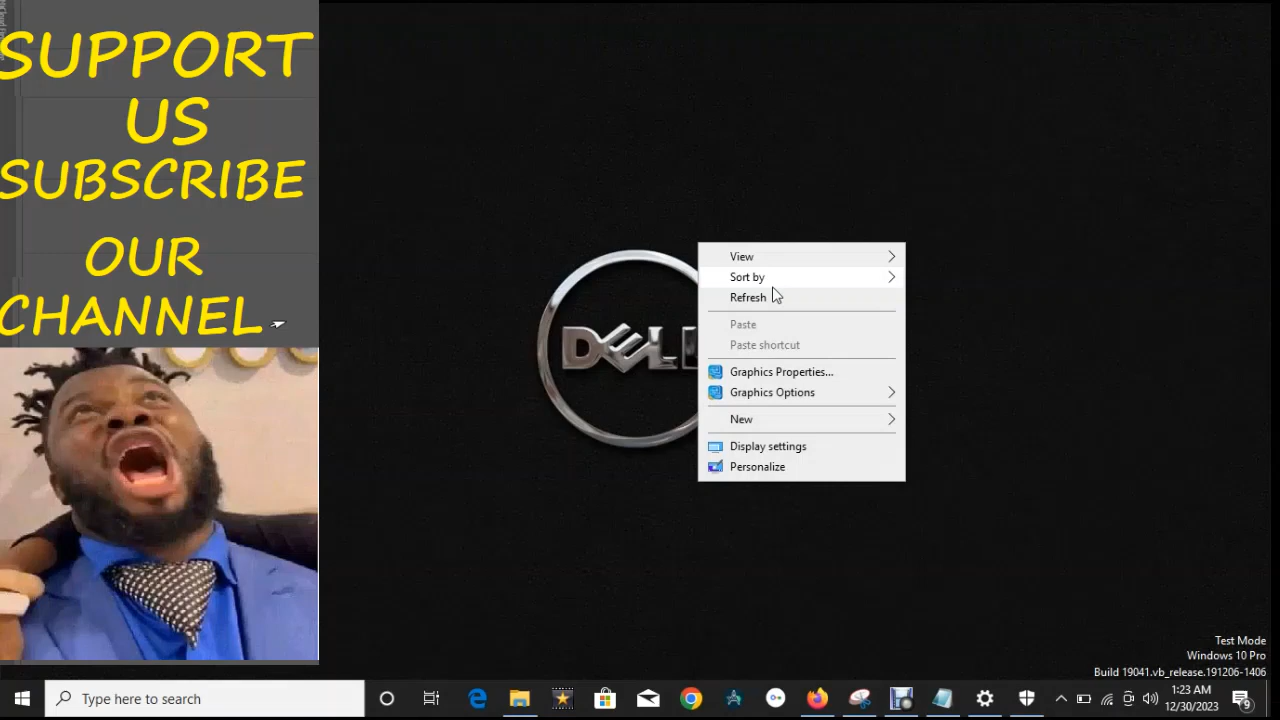 SUPPORT
US
SUBSCRIBE
OUR
CHANNEL
DELL
View
Sort by
Refresh
Paste
Paste shortcut
Graphics Properties...
Graphics Options
New
Display settings
Personalize
Test Mode
Windows 10 Pro
Build 19041.vb_release.191206-1406
Type here to search
1:23 AM
12/30/2023
9